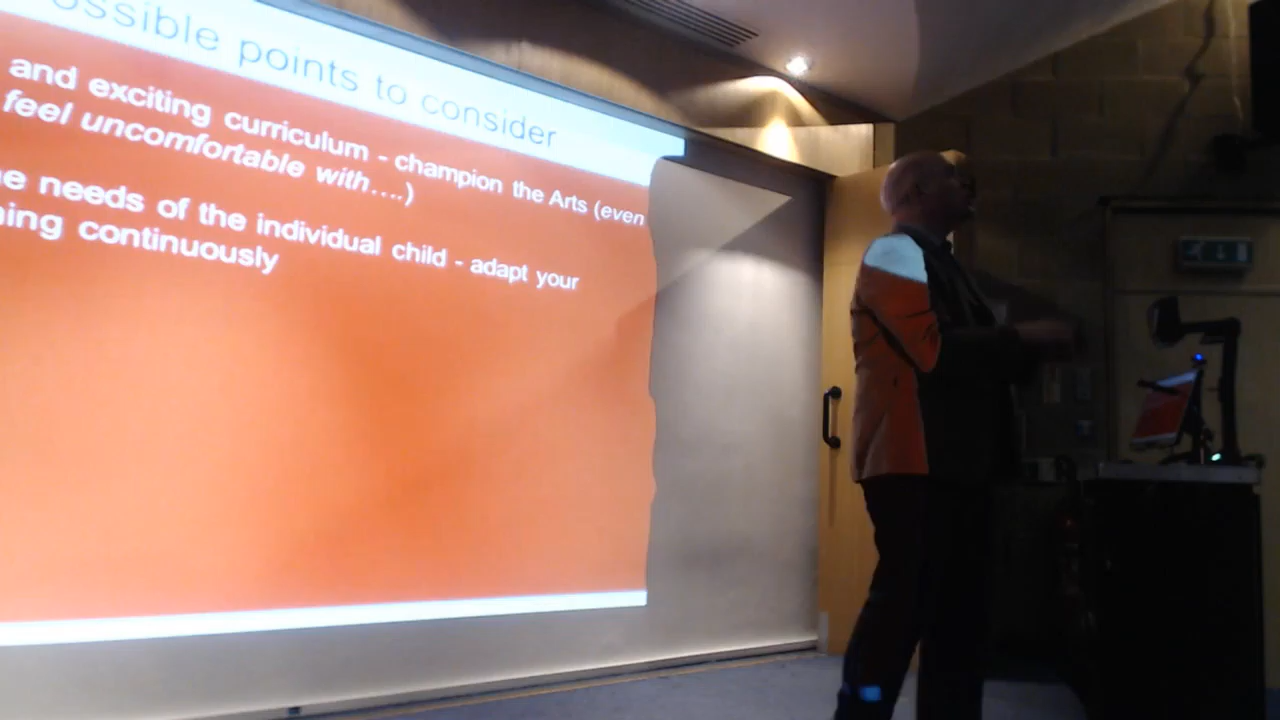 ossible points to consider
and exciting curriculum - champion the Arts (even
feel uncomfortable with....)
e needs of the individual child - adapt your
ning continuously